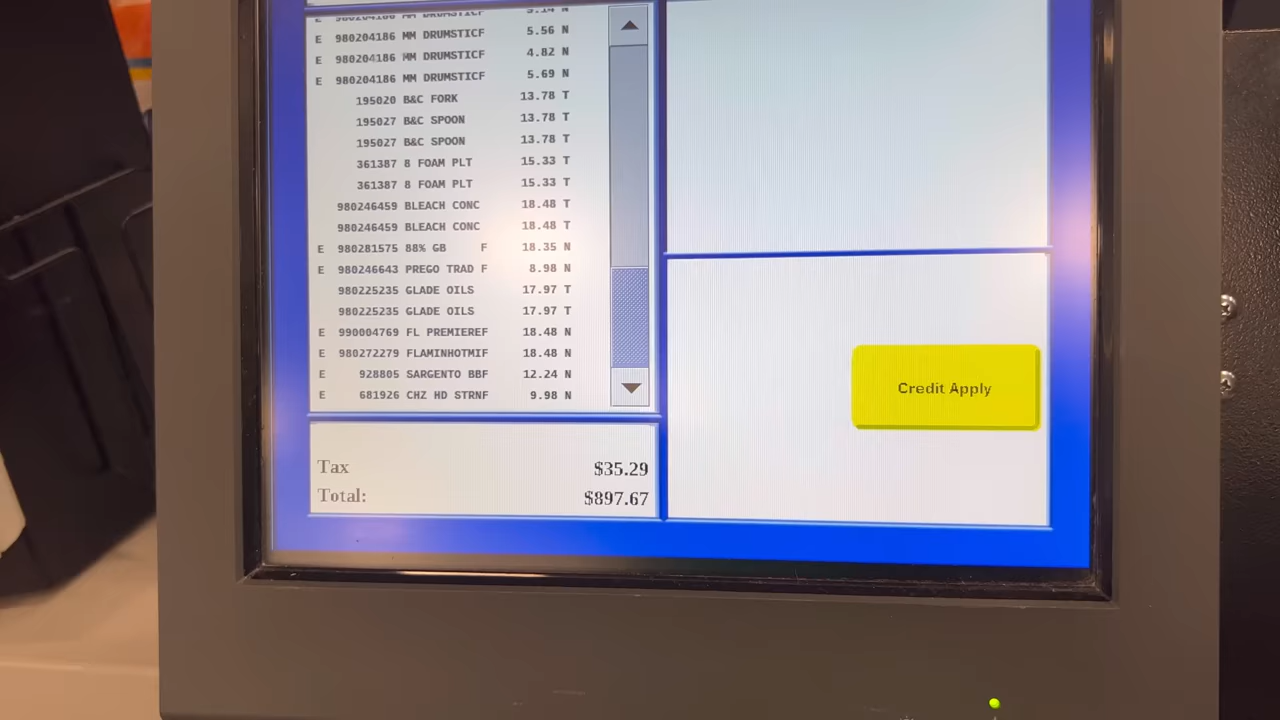 E 980204186 MM DRUMSTICF 5.14 N
E 980204186 MM DRUMSTICF 5.56 N
E 980204186 MM DRUMSTICF 4.82 N
E 980204186 MM DRUMSTICF 5.69 N
195020 B&C FORK 13.78 T
195027 B&C SPOON 13.78 T
195027 B&C SPOON 13.78 T
361387 8 FOAM PLT 15.33 T
361387 8 FOAM PLT 15.33 T
980246459 BLEACH CONC 18.48 T
980246459 BLEACH CONC 18.48 T
E 980281575 88% GB F 18.35 N
E 980246643 PREGO TRAD F 8.98 N
980225235 GLADE OILS 17.97 T
980225235 GLADE OILS 17.97 T
E 990004769 FL PREMIEREF 18.48 N
E 980272279 FLAMINHOTMIF 18.48 N
E 928805 SARGENTO BBF 12.24 N
E 681926 CHZ HD STRNF 9.98 N
Tax $35.29
Total: $897.67
Credit Apply